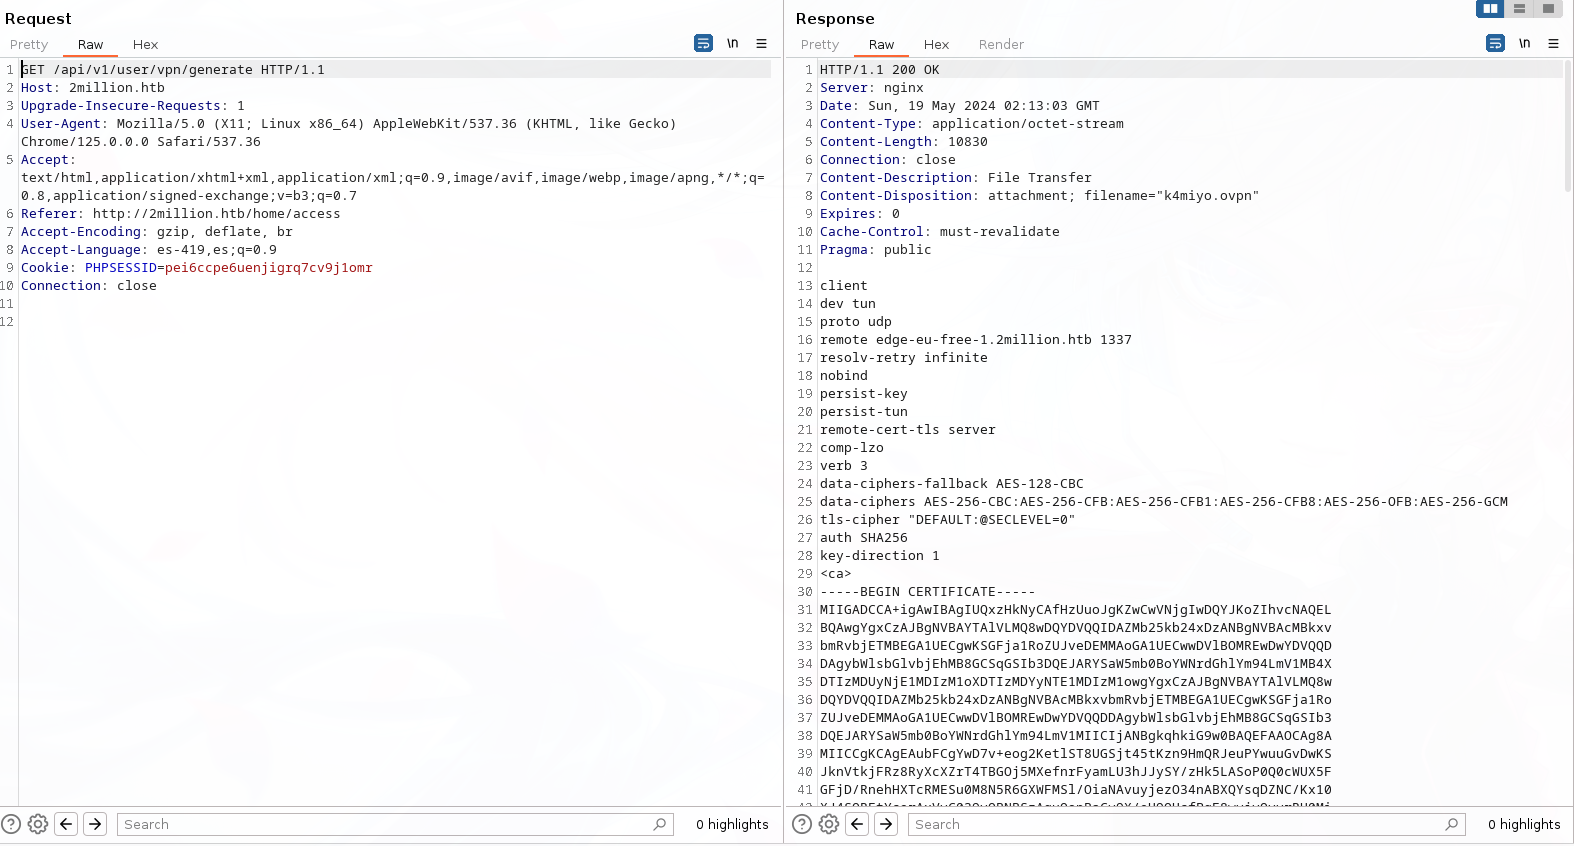 Request
Pretty Raw Hex
\n
1 GET /api/v1/user/vpn/generate HTTP/1.1
2 Host: 2million.htb
3 Upgrade-Insecure-Requests: 1
4 User-Agent: Mozilla/5.0 (X11; Linux x86_64) AppleWebKit/537.36 (KHTML, like Gecko)
Chrome/125.0.0.0 Safari/537.36
5 Accept:
text/html,application/xhtml+xml,application/xml;q=0.9,image/avif,image/webp,image/apng,*/*;q=
0.8,application/signed-exchange;v=b3;q=0.7
6 Referer: http://2million.htb/home/access
7 Accept-Encoding: gzip, deflate, br
8 Accept-Language: es-419,es;q=0.9
9 Cookie: PHPSESSID=pei6ccpe6uenjigrq7cv9j1omr
10 Connection: close
11
12
Search
0 highlights
Response
Pretty Raw Hex Render
\n
1 HTTP/1.1 200 OK
2 Server: nginx
3 Date: Sun, 19 May 2024 02:13:03 GMT
4 Content-Type: application/octet-stream
5 Content-Length: 10830
6 Connection: close
7 Content-Description: File Transfer
8 Content-Disposition: attachment; filename="k4miyo.ovpn"
9 Expires: 0
10 Cache-Control: must-revalidate
11 Pragma: public
12
13 client
14 dev tun
15 proto udp
16 remote edge-eu-free-1.2million.htb 1337
17 resolv-retry infinite
18 nobind
19 persist-key
20 persist-tun
21 remote-cert-tls server
22 comp-lzo
23 verb 3
24 data-ciphers-fallback AES-128-CBC
25 data-ciphers AES-256-CBC:AES-256-CFB:AES-256-CFB1:AES-256-CFB8:AES-256-OFB:AES-256-GCM
26 tls-cipher "DEFAULT:@SECLEVEL=0"
27 auth SHA256
28 key-direction 1
29 <ca>
30 -----BEGIN CERTIFICATE-----
31 MIIGADCCA+igAwIBAgIUQxzHkNyCAfHzUuoJgKZwCwVNjgIwDQYJKoZIhvcNAQEL
32 BQAwgYgxCzAJBgNVBAYTAlVLMQ8wDQYDVQQIDAZMb25kb24xDzANBgNVBAcMBkxv
33 bmRvbjETMBEGA1UECgwKSGFja1RoZUJveDEMMAoGA1UECwwDVlBOMREwDwYDVQQD
34 DAgybWlsbGlvbjEhMB8GCSqGSIb3DQEJARYSaW5mb0BoYWNrdGhlYm94LmV1MB4X
35 DTIzMDUyNjE1MDIzM1oXDTIzMDYyNTE1MDIzM1owgYgxCzAJBgNVBAYTAlVLMQ8w
36 DQYDVQQIDAZMb25kb24xDzANBgNVBAcMBkxvbmRvbjETMBEGA1UECgwKSGFja1Ro
37 ZUJveDEMMAoGA1UECwwDVlBOMREwDwYDVQQDDAgybWlsbGlvbjEhMB8GCSqGSIb3
38 DQEJARYSaW5mb0BoYWNrdGhlYm94LmV1MIICIjANBgkqhkiG9w0BAQEFAAOCAg8A
39 MIICCgKCAgEAubFCgYwD7v+eog2KetlST8UGSjt45tKzn9HmQRJeuPYwuuGvDwKS
40 JknVtkjFRz8RyXcXZrT4TBGOj5MXefnrFyamLU3hJJySY/zHk5LASoP0Q0cWUX5F
41 GFjD/RnehHXTcRMESu0M8N5R6GXWFMSl/OiaNAvuyjezO34nABXQYsqDZNC/Kx10
Search
0 highlights